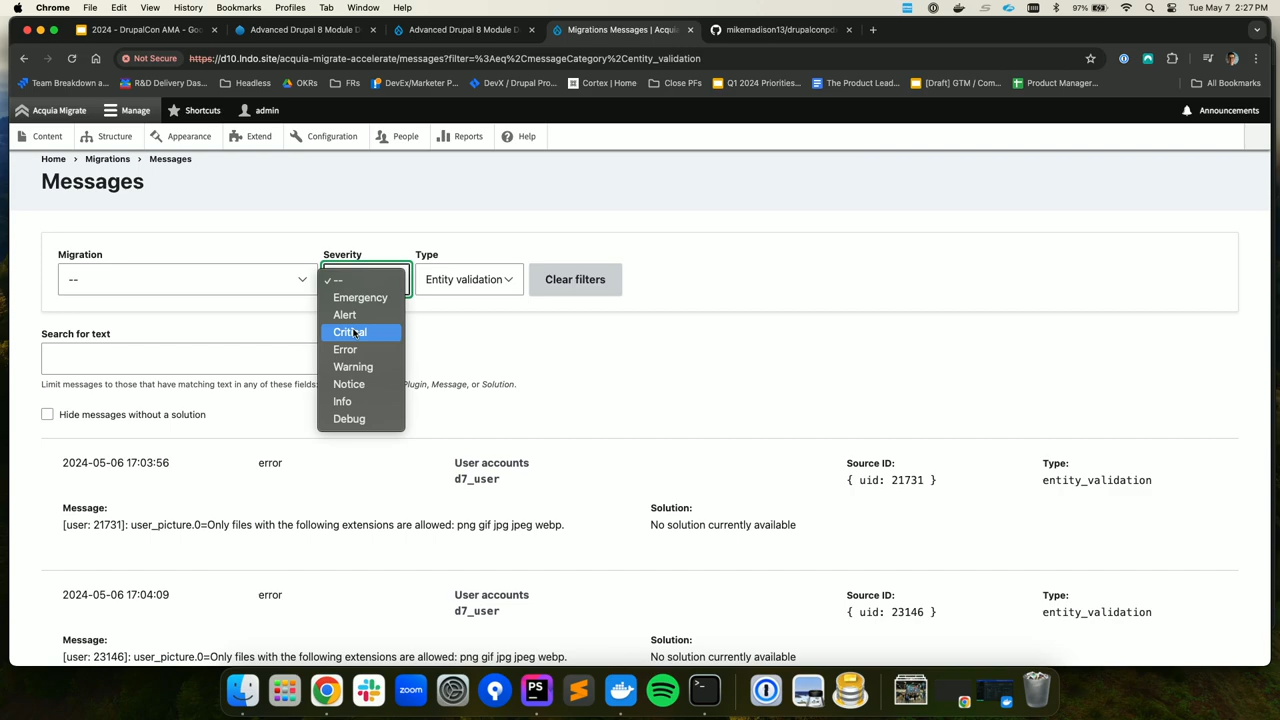 Chrome File Edit View History Bookmarks Profiles Tab Window Help 97% Tue May 7 2:27 PM
2024 - DrupalCon AMA - Goo Advanced Drupal 8 Module D Advanced Drupal 8 Module D Migrations Messages | Acqui mikemadison13/drupalconpd
Not Secure https://d10.lndo.site/acquia-migrate-accelerate/messages?filter=%3Aeq%2CmessageCategory%2Centity_validation
Team Breakdown a... R&D Delivery Das... Headless OKRs FRs DevEx/Marketer P... DevX / Drupal Pro... Cortex | Home Close PFs Q1 2024 Priorities... The Product Lead... [Draft] GTM / Com... Product Manager... All Bookmarks
Acquia Migrate Manage Shortcuts admin Announcements
Content Structure Appearance Extend Configuration People Reports Help
Home > Migrations > Messages
Messages
Migration Severity Type
-- Entity validation Clear filters
✓ --
Emergency
Alert
Critical
Error
Warning
Notice
Info
Debug
Search for text
Limit messages to those that have matching text in any of these fields: Plugin, Message, or Solution.
Hide messages without a solution
2024-05-06 17:03:56 error User accounts Source ID: Type:
d7_user { uid: 21731 } entity_validation
Message: Solution:
[user: 21731]: user_picture.0=Only files with the following extensions are allowed: png gif jpg jpeg webp. No solution currently available
2024-05-06 17:04:09 error User accounts Source ID: Type:
d7_user { uid: 23146 } entity_validation
Message: Solution:
[user: 23146]: user_picture.0=Only files with the following extensions are allowed: png gif jpg jpeg webp. No solution currently available
zoom PS >_